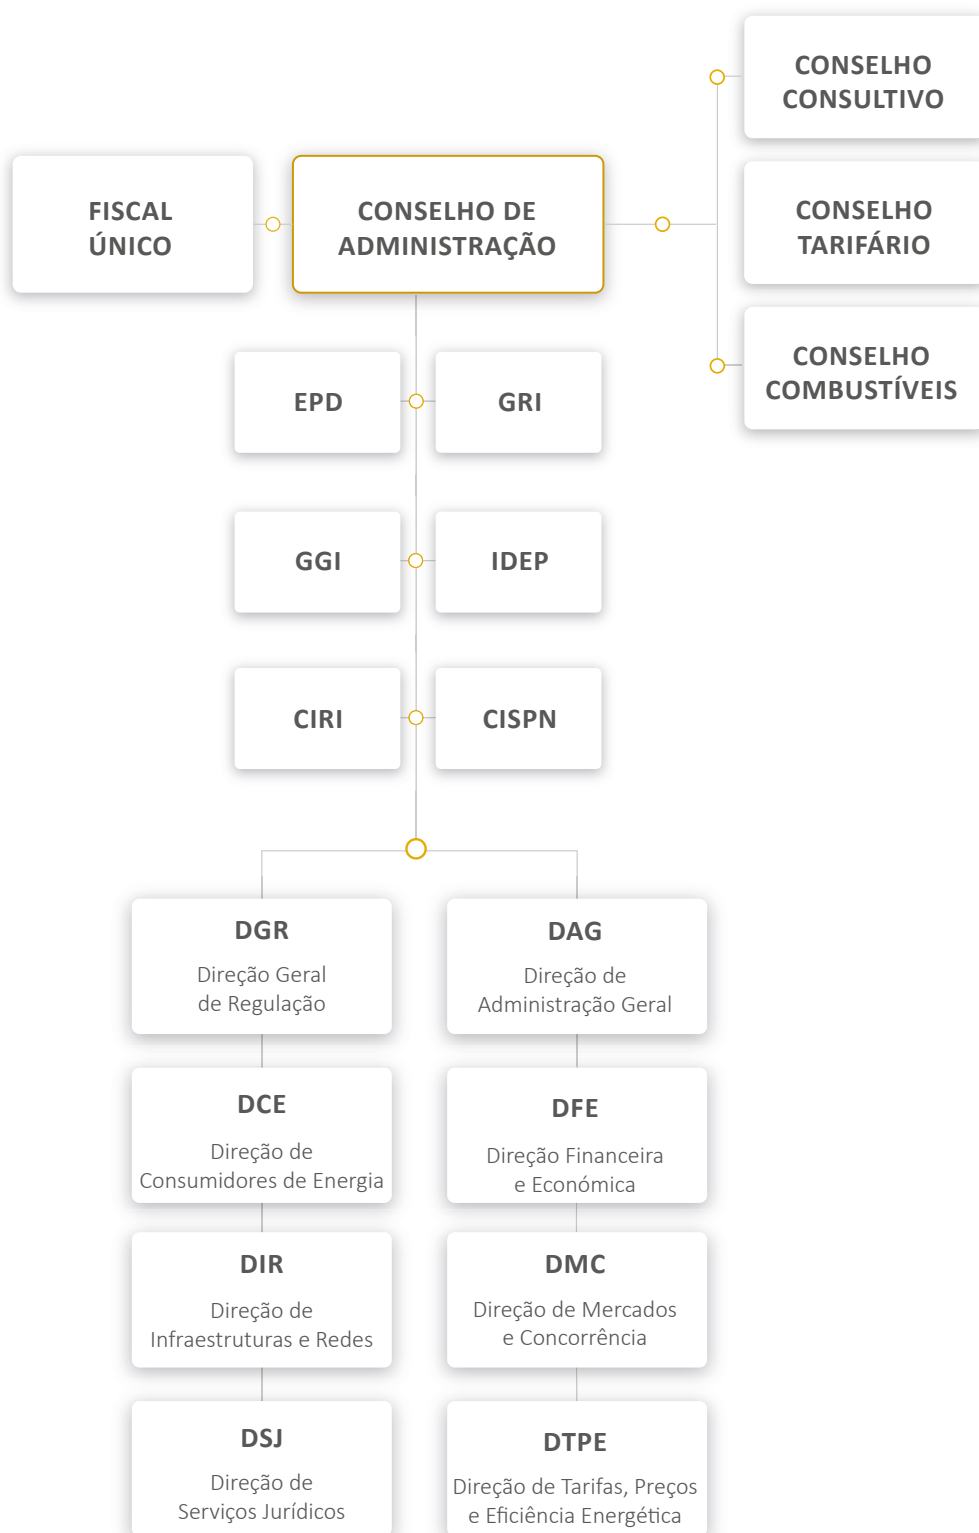 CONSELHO
CONSULTIVO
FISCAL
ÚNICO
CONSELHO DE
ADMINISTRAÇÃO
CONSELHO
TARIFÁRIO
CONSELHO
COMBUSTÍVEIS
EPD
GRI
GGI
IDEP
CIRI
CISPN
DGR
Direção Geral
de Regulação
DAG
Direção de
Administração Geral
DCE
Direção de
Consumidores de Energia
DFE
Direção Financeira
e Económica
DIR
Direção de
Infraestruturas e Redes
DMC
Direção de Mercados
e Concorrência
DSJ
Direção de
Serviços Jurídicos
DTPE
Direção de Tarifas, Preços
e Eficiência Energética